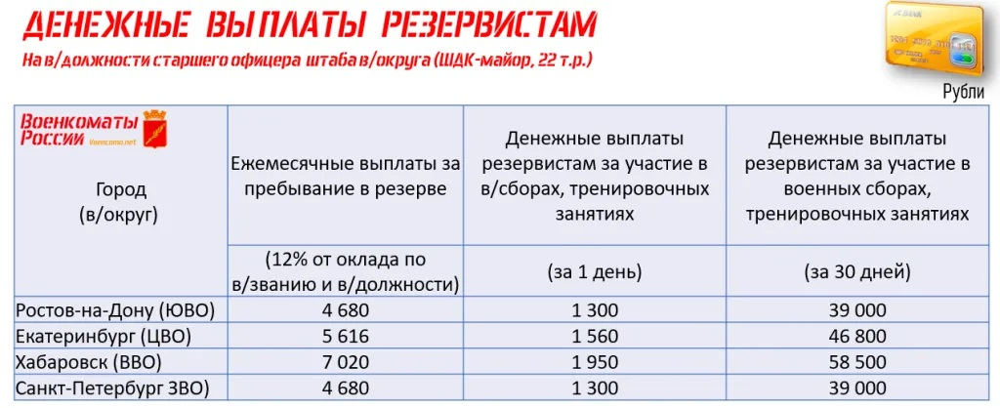 ДЕНЕЖНЫЕ ВЫПЛАТЫ РЕЗЕРВИСТАМ
На в/должности старшего офицера штаба в/округа (ШДК-майор, 22 т.р.)
BANK
Рубли
Военкоматы
России
Voencoma.net
Город
(в/округ)
Ежемесячные выплаты за
пребывание в резерве
Денежные выплаты
резервистам за участие в
в/сборах, тренировочных
занятиях
Денежные выплаты
резервистам за участие в
военных сборах,
тренировочных занятиях
(12% от оклада по
в/званию и в/должности)
(за 1 день)
(за 30 дней)
Ростов-на-Дону (ЮВО) 4 680 1 300 39 000
Екатеринбург (ЦВО) 5 616 1 560 46 800
Хабаровск (ВВО) 7 020 1 950 58 500
Санкт-Петербург ЗВО) 4 680 1 300 39 000